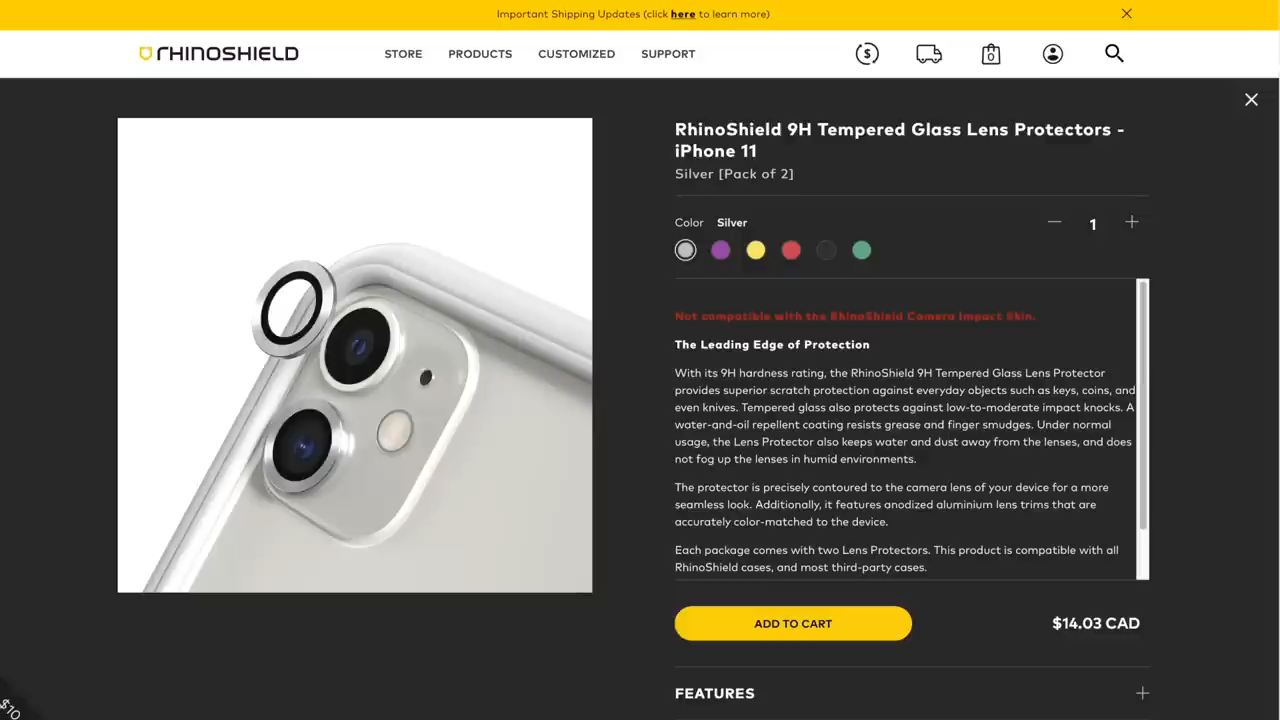 Important Shipping Updates (click here to learn more)
RHINOSHIELD
STORE PRODUCTS CUSTOMIZED SUPPORT
$
0
RhinoShield 9H Tempered Glass Lens Protectors -
iPhone 11
Silver [Pack of 2]
Color Silver
1
Not compatible with the RhinoShield Camera Impact Skin.
The Leading Edge of Protection
With its 9H hardness rating, the RhinoShield 9H Tempered Glass Lens Protector
provides superior scratch protection against everyday objects such as keys, coins, and
even knives. Tempered glass also protects against low-to-moderate impact knocks. A
water-and-oil repellent coating resists grease and finger smudges. Under normal
usage, the Lens Protector also keeps water and dust away from the lenses, and does
not fog up the lenses in humid environments.
The protector is precisely contoured to the camera lens of your device for a more
seamless look. Additionally, it features anodized aluminium lens trims that are
accurately color-matched to the device.
Each package comes with two Lens Protectors. This product is compatible with all
RhinoShield cases, and most third-party cases.
ADD TO CART
$14.03 CAD
FEATURES
$10